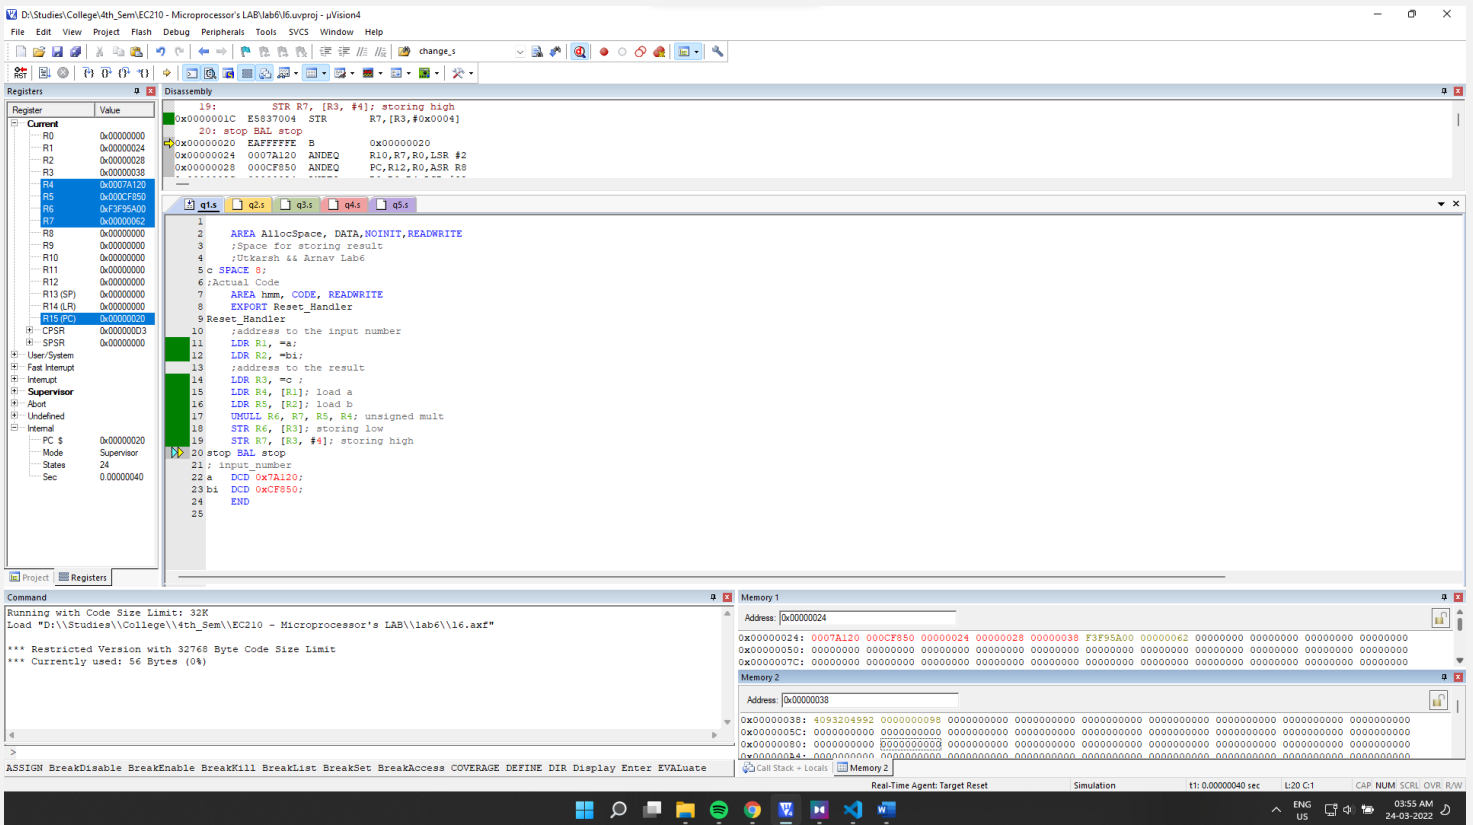 D:\Studies\College\4th_Sem\EC210 - Microprocessor's LAB\lab6\l6.uvproj - µVision4
File Edit View Project Flash Debug Peripherals Tools SVCS Window Help
change_s
RST
Registers
Register Value
Current
R0 0x00000000
R1 0x00000024
R2 0x00000028
R3 0x00000038
R4 0x0007A120
R5 0x000CF850
R6 0xF3F95A00
R7 0x00000062
R8 0x00000000
R9 0x00000000
R10 0x00000000
R11 0x00000000
R12 0x00000000
R13 (SP) 0x00000000
R14 (LR) 0x00000000
R15 (PC) 0x00000020
CPSR 0x000000D3
SPSR 0x00000000
User/System
Fast Interrupt
Interrupt
Supervisor
Abort
Undefined
Internal
PC $ 0x00000020
Mode Supervisor
States 24
Sec 0.00000040
Project Registers
Disassembly
19: STR R7, [R3, #4]; storing high
0x0000001C E5837004 STR R7,[R3,#0x0004]
20: stop BAL stop
0x00000020 EAFFFFFE B 0x00000020
0x00000024 0007A120 ANDEQ R10,R7,R0,LSR #2
0x00000028 000CF850 ANDEQ PC,R12,R0,ASR R8
q1.s q2.s q3.s q4.s q5.s
1
2 AREA AllocSpace, DATA,NOINIT,READWRITE
3 ;Space for storing result
4 ;Utkarsh && Arnav Lab6
5 c SPACE 8;
6 ;Actual Code
7 AREA hmm, CODE, READWRITE
8 EXPORT Reset_Handler
9 Reset_Handler
10 ;address to the input number
11 LDR R1, =a;
12 LDR R2, =bi;
13 ;address to the result
14 LDR R3, =c ;
15 LDR R4, [R1]; load a
16 LDR R5, [R2]; load b
17 UMULL R6, R7, R5, R4; unsigned mult
18 STR R6, [R3]; storing low
19 STR R7, [R3, #4]; storing high
20 stop BAL stop
21 ; input_number
22 a DCD 0x7A120;
23 bi DCD 0xCF850;
24 END
25
Command
Running with Code Size Limit: 32K
Load "D:\\Studies\\College\\4th_Sem\\EC210 - Microprocessor's LAB\\lab6\\l6.axf"
*** Restricted Version with 32768 Byte Code Size Limit
*** Currently used: 56 Bytes (0%)
>
ASSIGN BreakDisable BreakEnable BreakKill BreakList BreakSet BreakAccess COVERAGE DEFINE DIR Display Enter EVALuate
Memory 1
Address: 0x00000024
0x00000024: 0007A120 000CF850 00000024 00000028 00000038 F3F95A00 00000062 00000000 00000000 00000000 00000000
0x00000050: 00000000 00000000 00000000 00000000 00000000 00000000 00000000 00000000 00000000 00000000 00000000
0x0000007C: 00000000 00000000 00000000 00000000 00000000 00000000 00000000 00000000 00000000 00000000 00000000
Memory 2
Address: 0x00000038
0x00000038: 4093204992 0000000098 0000000000 0000000000 0000000000 0000000000 0000000000 0000000000 0000000000
0x0000005C: 0000000000 0000000000 0000000000 0000000000 0000000000 0000000000 0000000000 0000000000 0000000000
0x00000080: 0000000000 0000000000 0000000000 0000000000 0000000000 0000000000 0000000000 0000000000 0000000000
0x000000A4: 0000000000 0000000000 0000000000 0000000000 0000000000 0000000000 0000000000 0000000000 0000000000
Call Stack + Locals Memory 2
Real-Time Agent: Target Reset Simulation t1: 0.00000040 sec L:20 C:1 CAP NUM SCRL OVR R/W
ENG
US
03:55 AM
24-03-2022